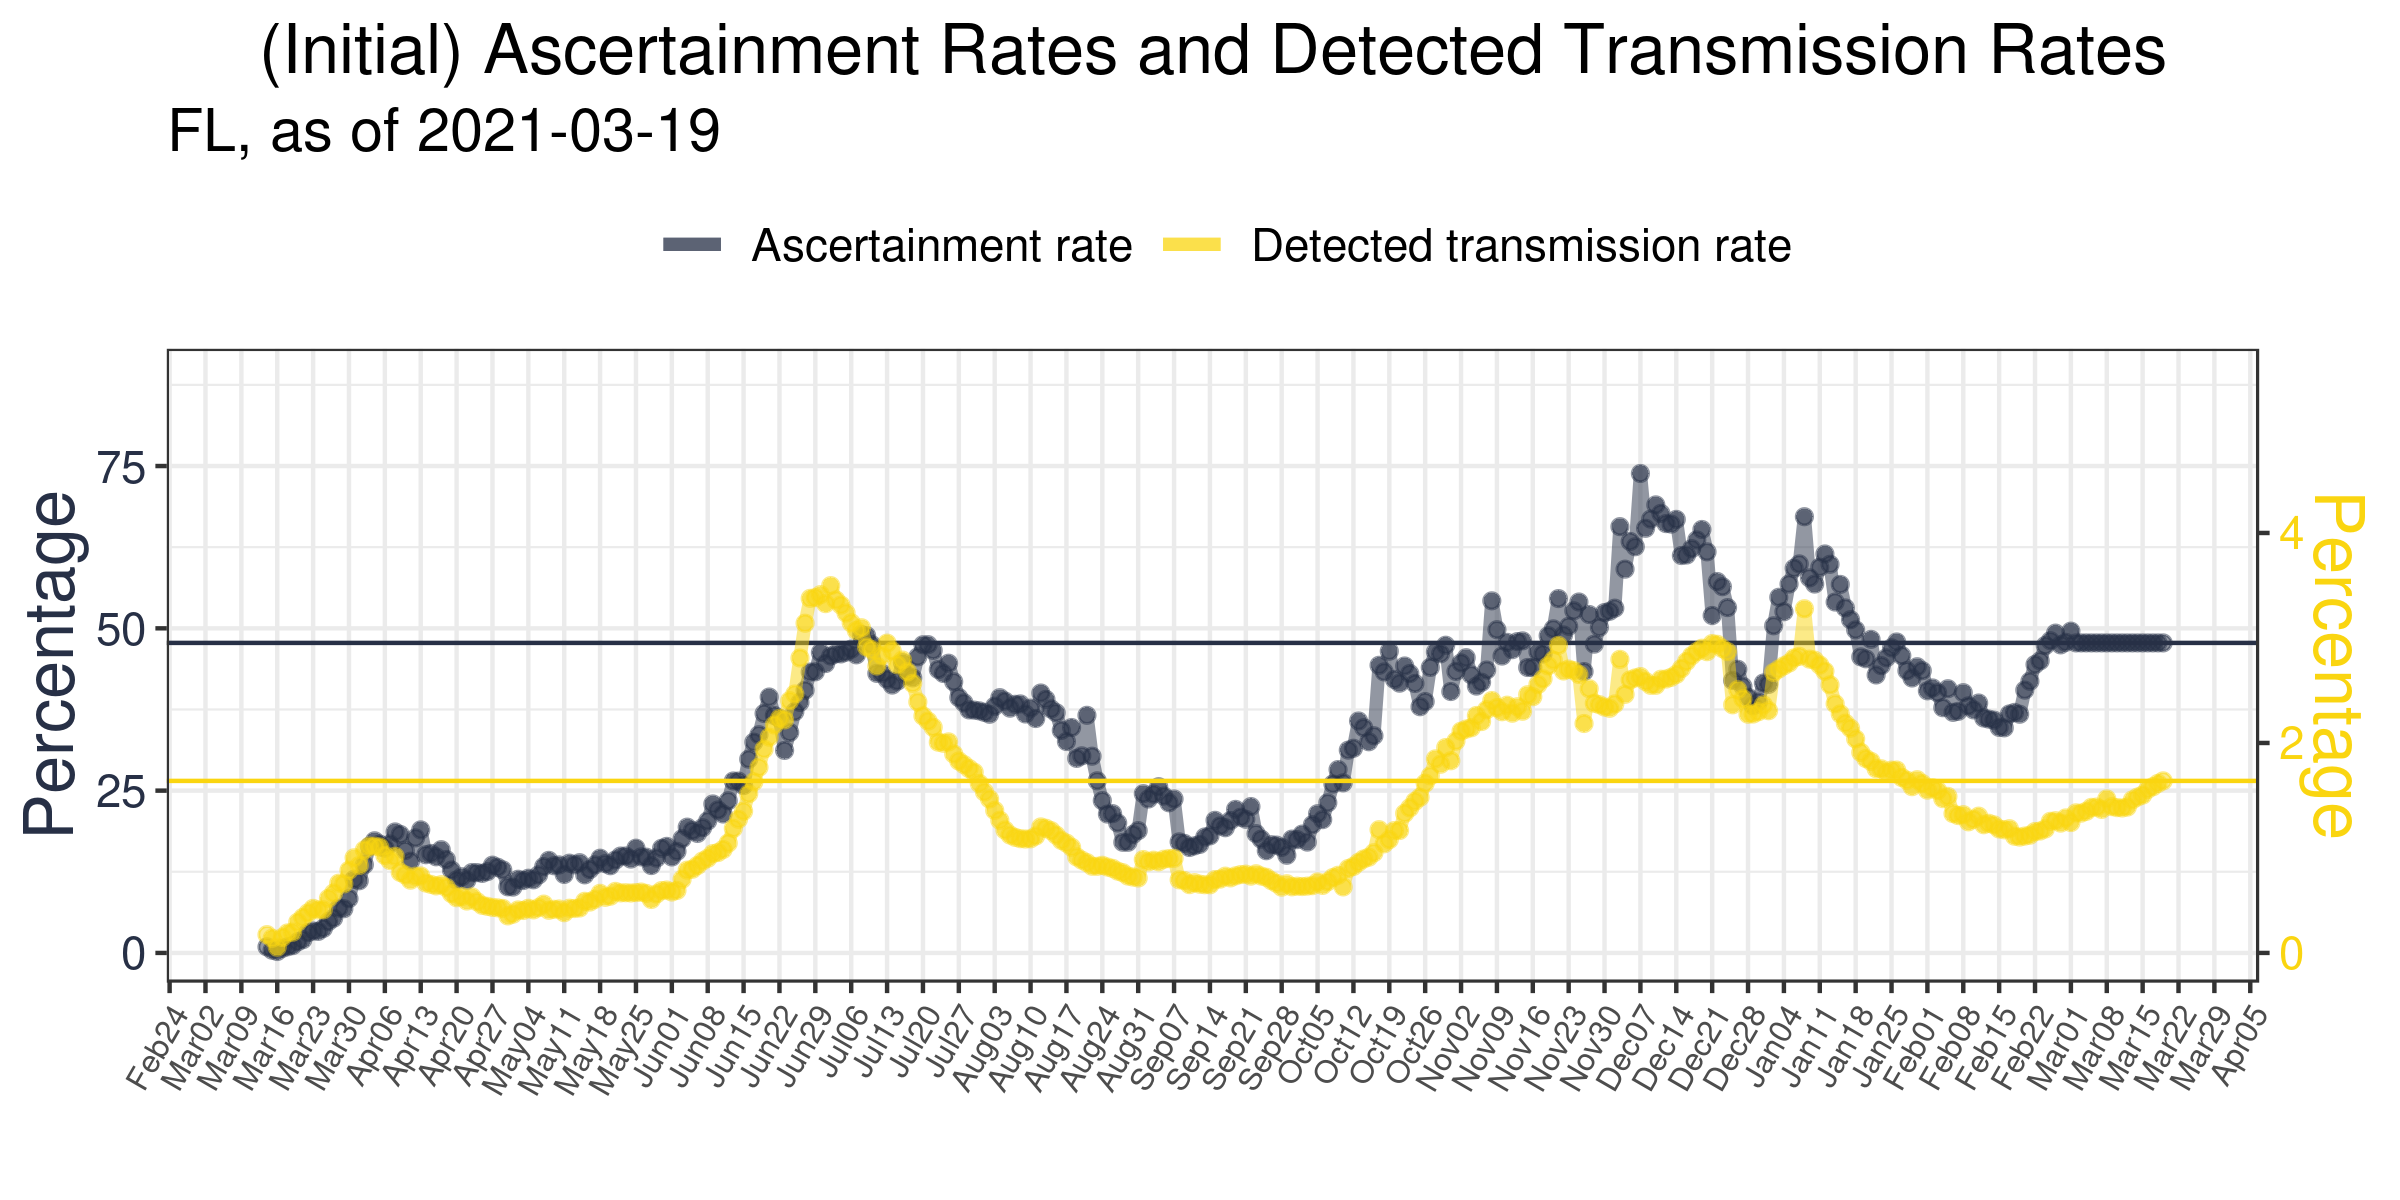 (Initial) Ascertainment Rates and Detected Transmission Rates
FL, as of 2021-03-19
Ascertainment rate
Detected transmission rate
Percentage
75
50
25
0
4
2
0
Percentage
Feb24
Mar02
Mar09
Mar16
Mar23
Mar30
Apr06
Apr13
Apr20
Apr27
May04
May11
May18
May25
Jun01
Jun08
Jun15
Jun22
Jun29
Jul06
Jul13
Jul20
Jul27
Aug03
Aug10
Aug17
Aug24
Aug31
Sep07
Sep14
Sep21
Sep28
Oct05
Oct12
Oct19
Oct26
Nov02
Nov09
Nov16
Nov23
Nov30
Dec07
Dec14
Dec21
Dec28
Jan04
Jan11
Jan18
Jan25
Feb01
Feb08
Feb15
Feb22
Mar01
Mar08
Mar15
Mar22
Mar29
Apr05